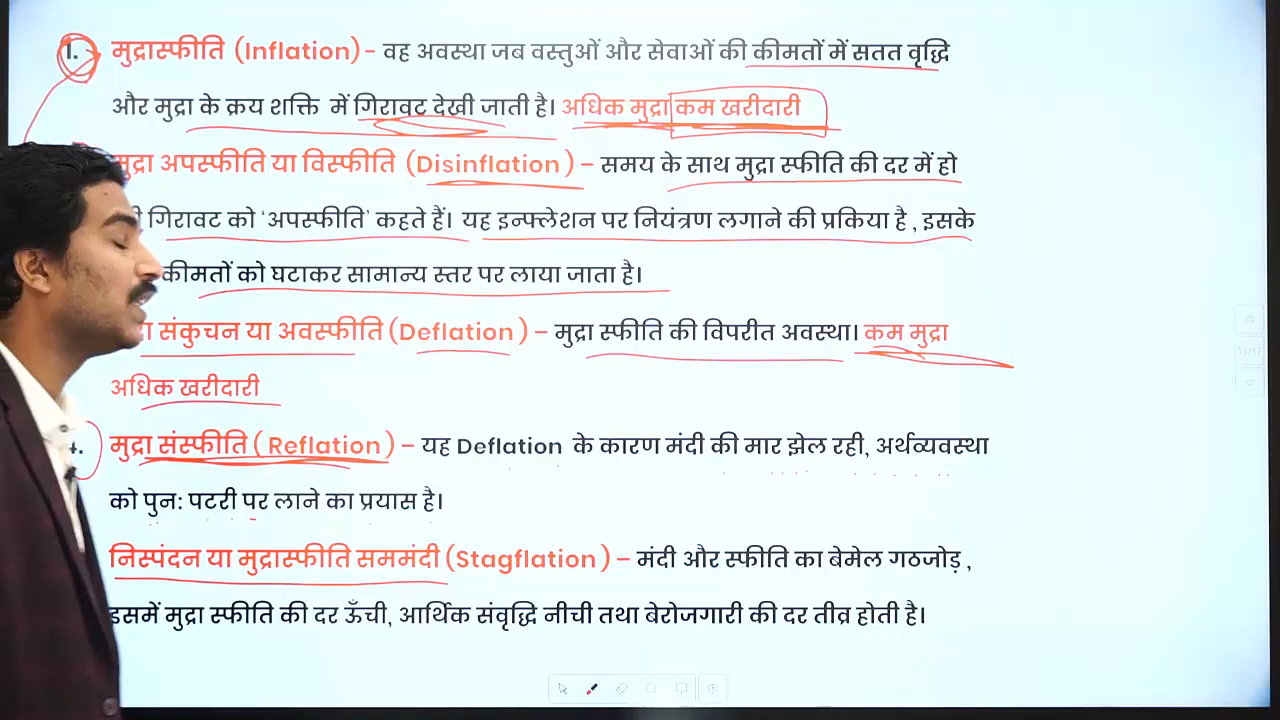 1. मुद्रास्फीति (Inflation) - वह अवस्था जब वस्तुओं और सेवाओं की कीमतों में सतत वृद्धि
और मुद्रा के क्रय शक्ति में गिरावट देखी जाती है। अधिक मुद्रा कम खरीदारी
मुद्रा अपस्फीति या विस्फीति (Disinflation) – समय के साथ मुद्रा स्फीति की दर में हो
गिरावट को ‘अपस्फीति’ कहते हैं। यह इन्फ्लेशन पर नियंत्रण लगाने की प्रकिया है , इसके
कीमतों को घटाकर सामान्य स्तर पर लाया जाता है।
संकुचन या अवस्फीति (Deflation ) – मुद्रा स्फीति की विपरीत अवस्था। कम मुद्रा
अधिक खरीदारी
4. मुद्रा संस्फीति ( Reflation ) – यह Deflation के कारण मंदी की मार झेल रही, अर्थव्यवस्था
को पुन: पटरी पर लाने का प्रयास है।
निस्पंदन या मुद्रास्फीति सममंदी (Stagflation ) – मंदी और स्फीति का बेमेल गठजोड़ ,
इसमें मुद्रा स्फीति की दर ऊँची, आर्थिक संवृद्धि नीची तथा बेरोजगारी की दर तीव्र होती है।
13/17